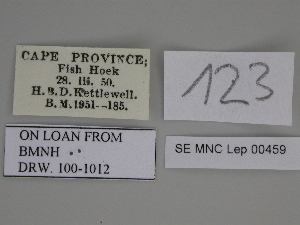 CAPE PROVINCE;
Fish Hoek
28. iii. 50.
H.B.D.Kettlewell.
B.M.1951—185.
123
ON LOAN FROM
BMNH
DRW. 100-1012
SE MNC Lep 00459